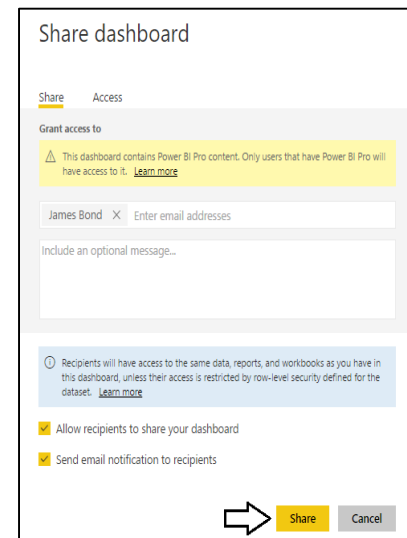 Share dashboard
Share Access
Grant access to
This dashboard contains Power BI Pro content. Only users that have Power BI Pro will
have access to it. Learn more
James Bond X Enter email addresses
Include an optional message...
Recipients will have access to the same data, reports, and workbooks as you have in
this dashboard, unless their access is restricted by row-level security defined for the
dataset. Learn more
Allow recipients to share your dashboard
Send email notification to recipients
Share Cancel